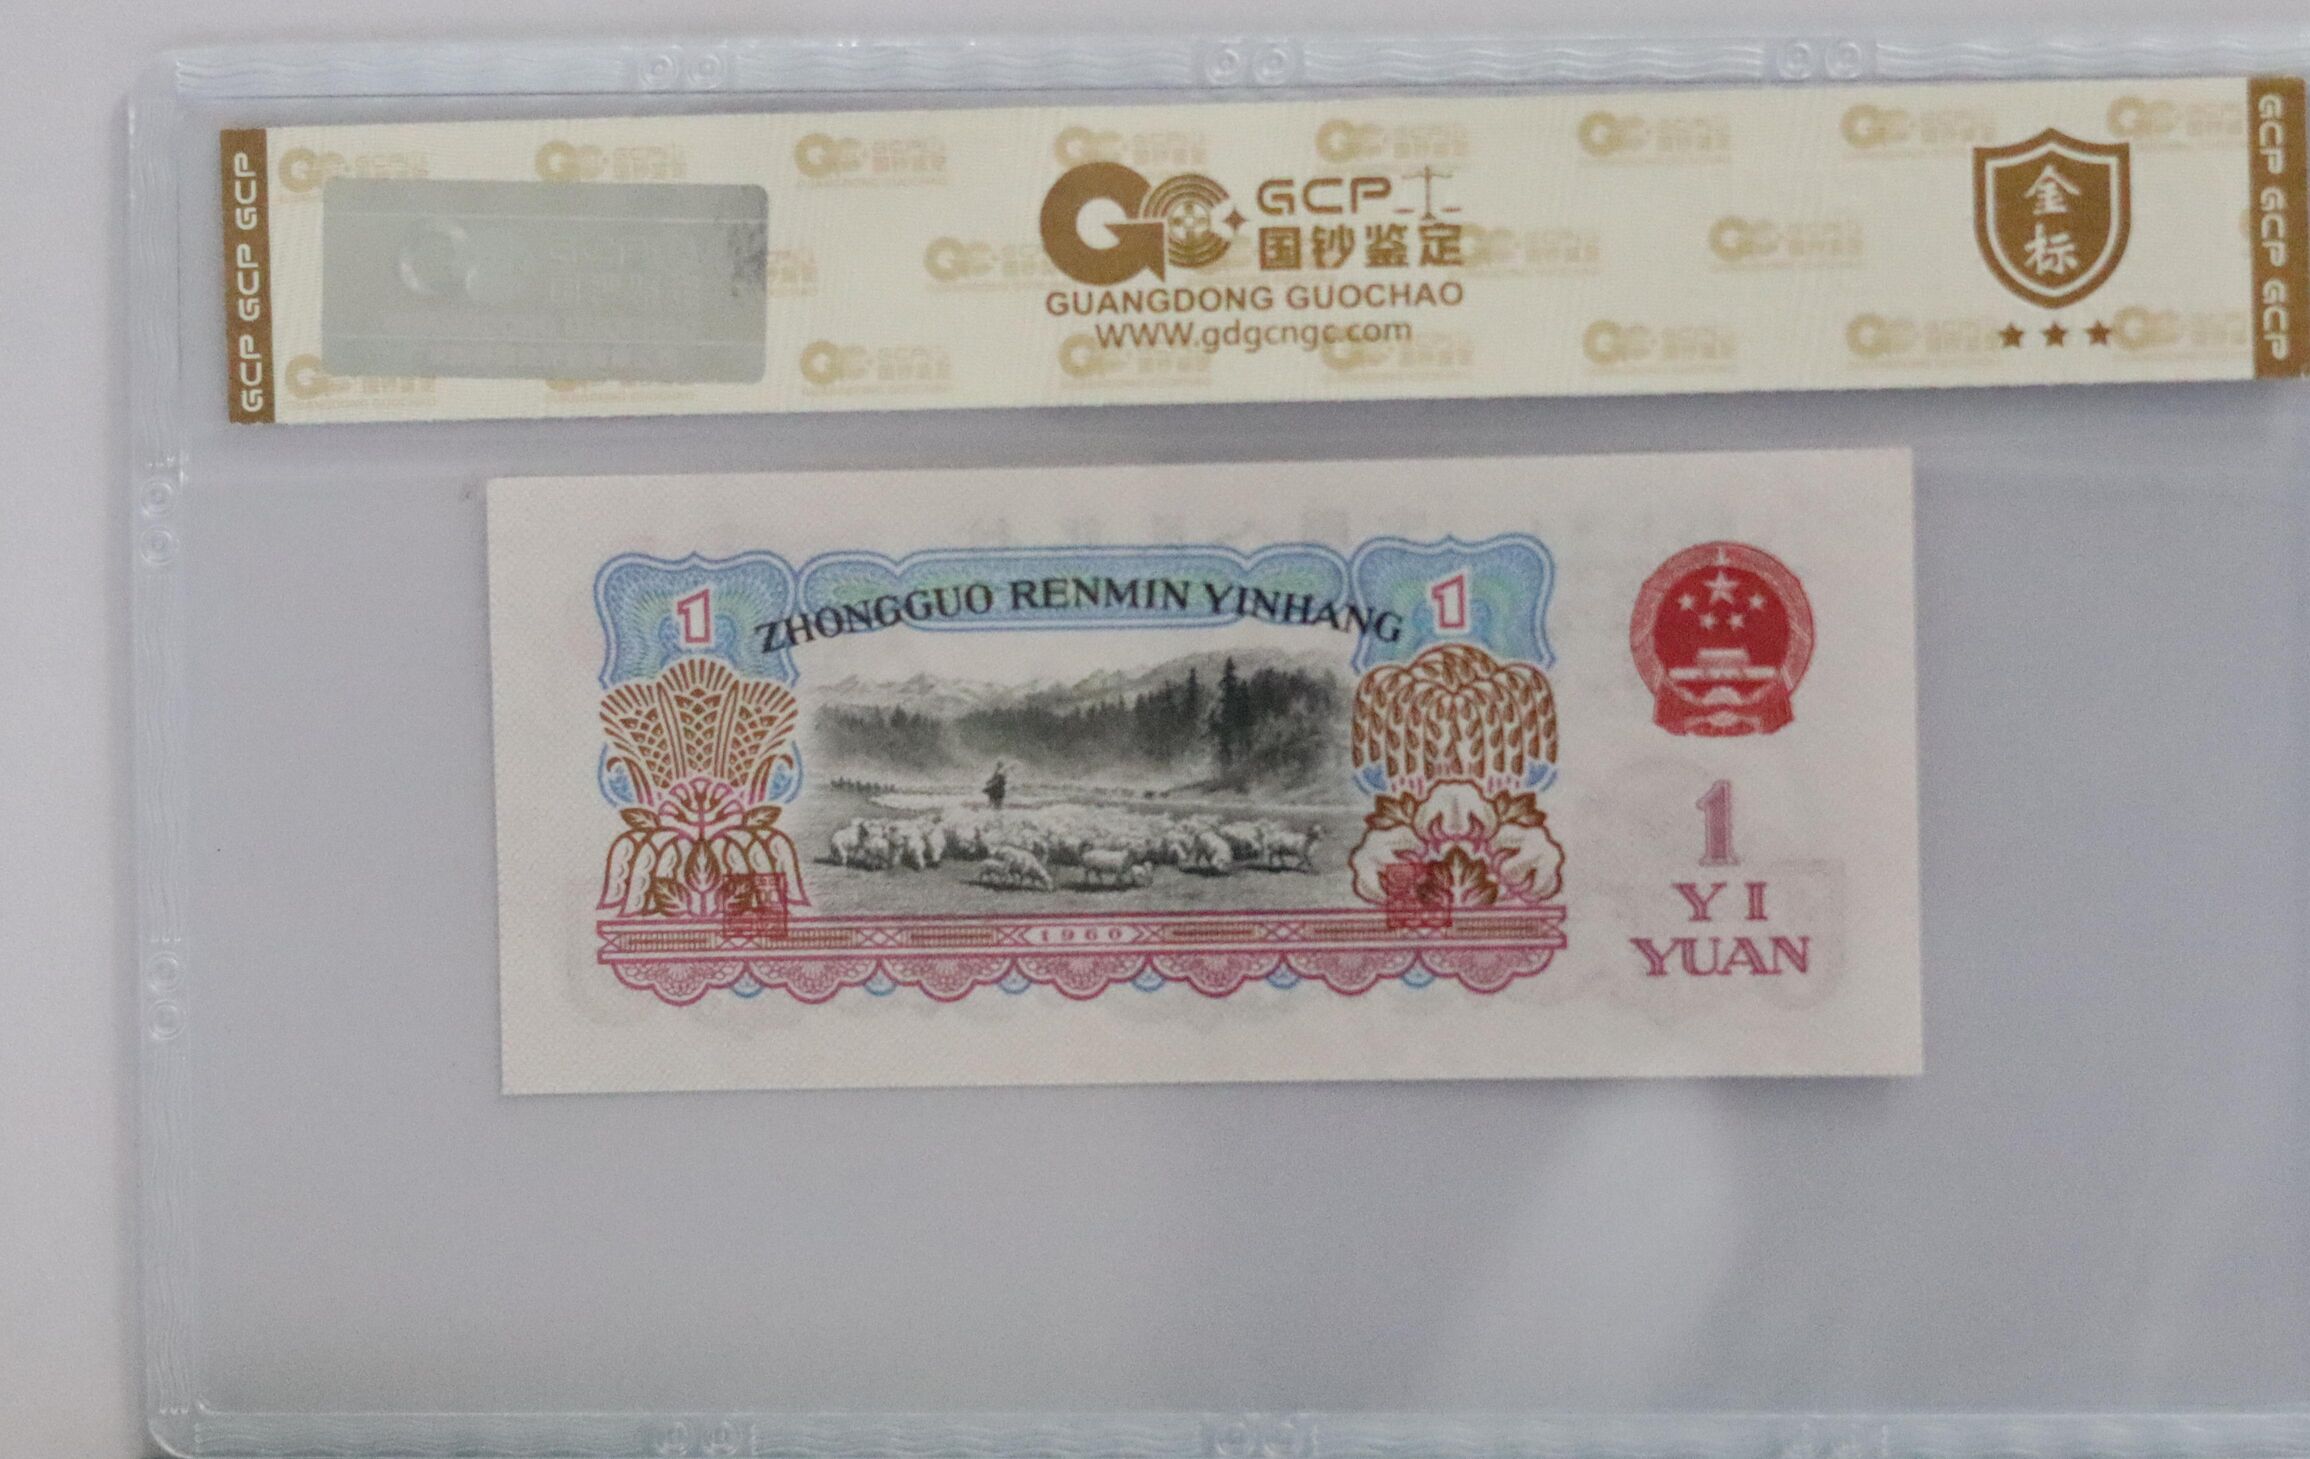 GCP GCP GCP
GCP
国钞鉴定
GUANGDONG GUOCHAO
WWW.gdgcngc.com
金
标
GCP GCP GCP
1
ZHONGGUO RENMIN YINHANG
1
1960
1
YI
YUAN